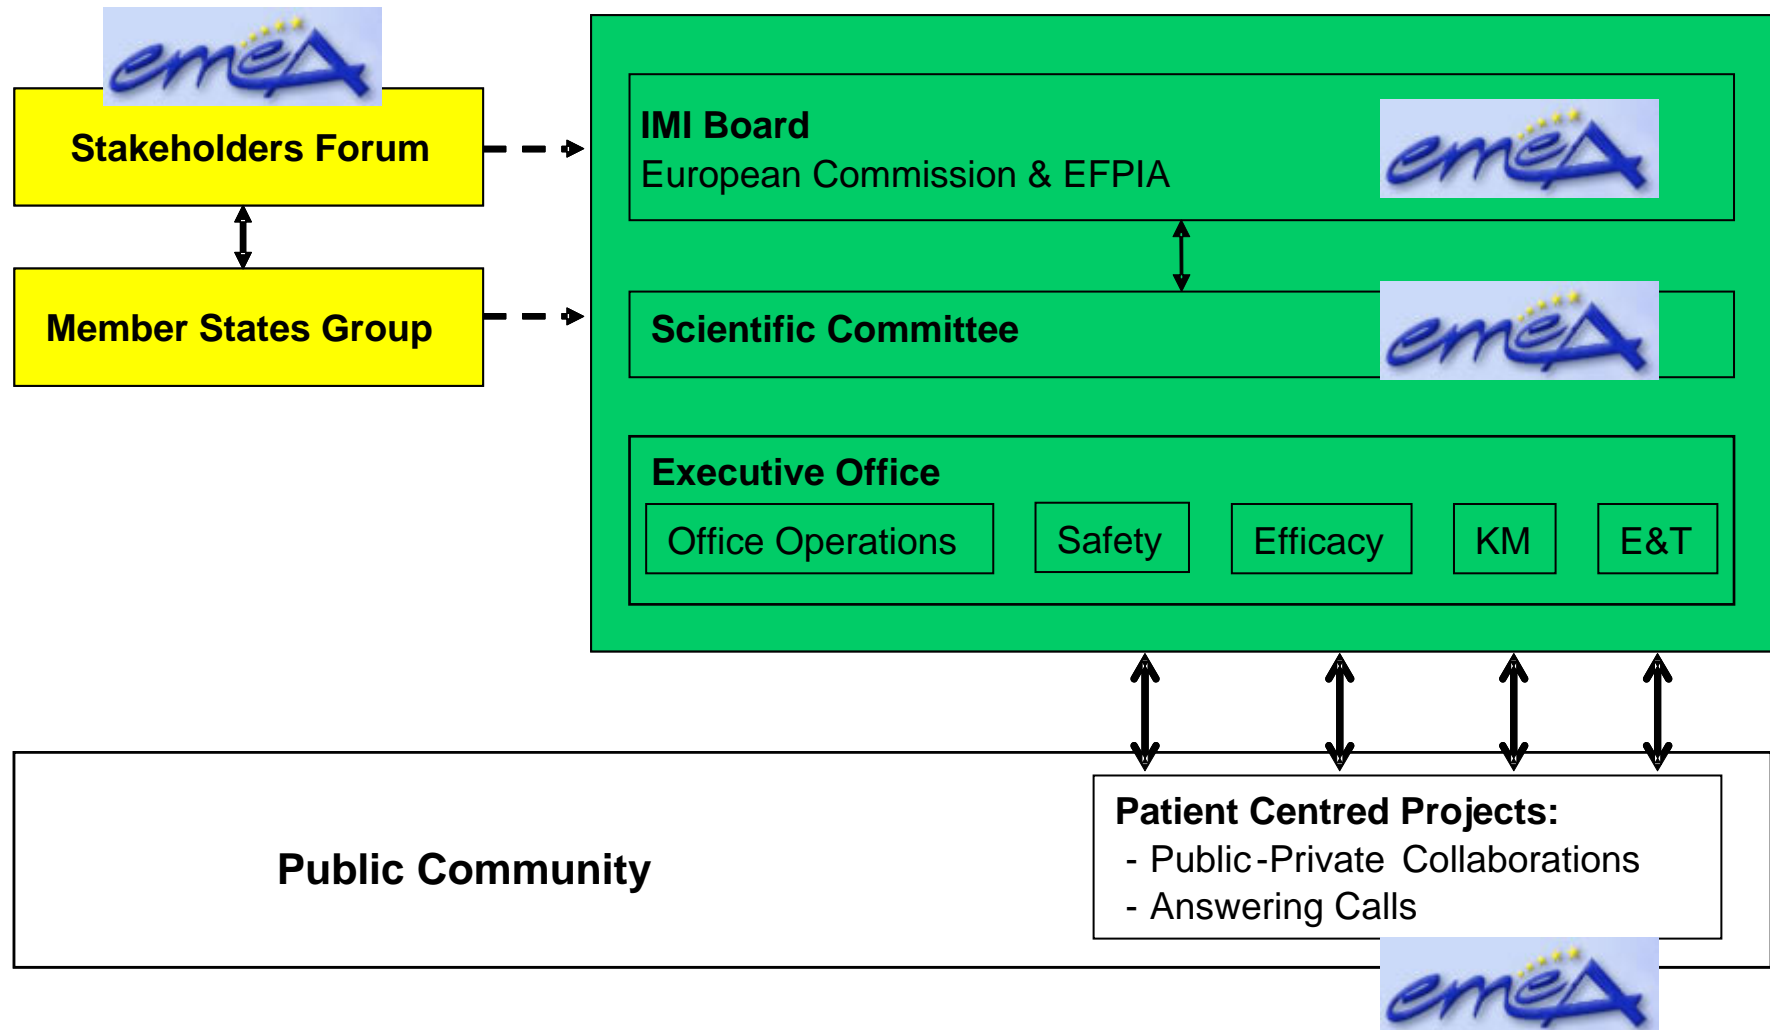 emeA
Stakeholders Forum
Member States Group
IMI Board
European Commission & EFPIA
emeA
Scientific Committee
emeA
Executive Office
Office Operations
Safety
Efficacy
KM
E&T
Public Community
Patient Centred Projects:
- Public-Private Collaborations
- Answering Calls
emeA